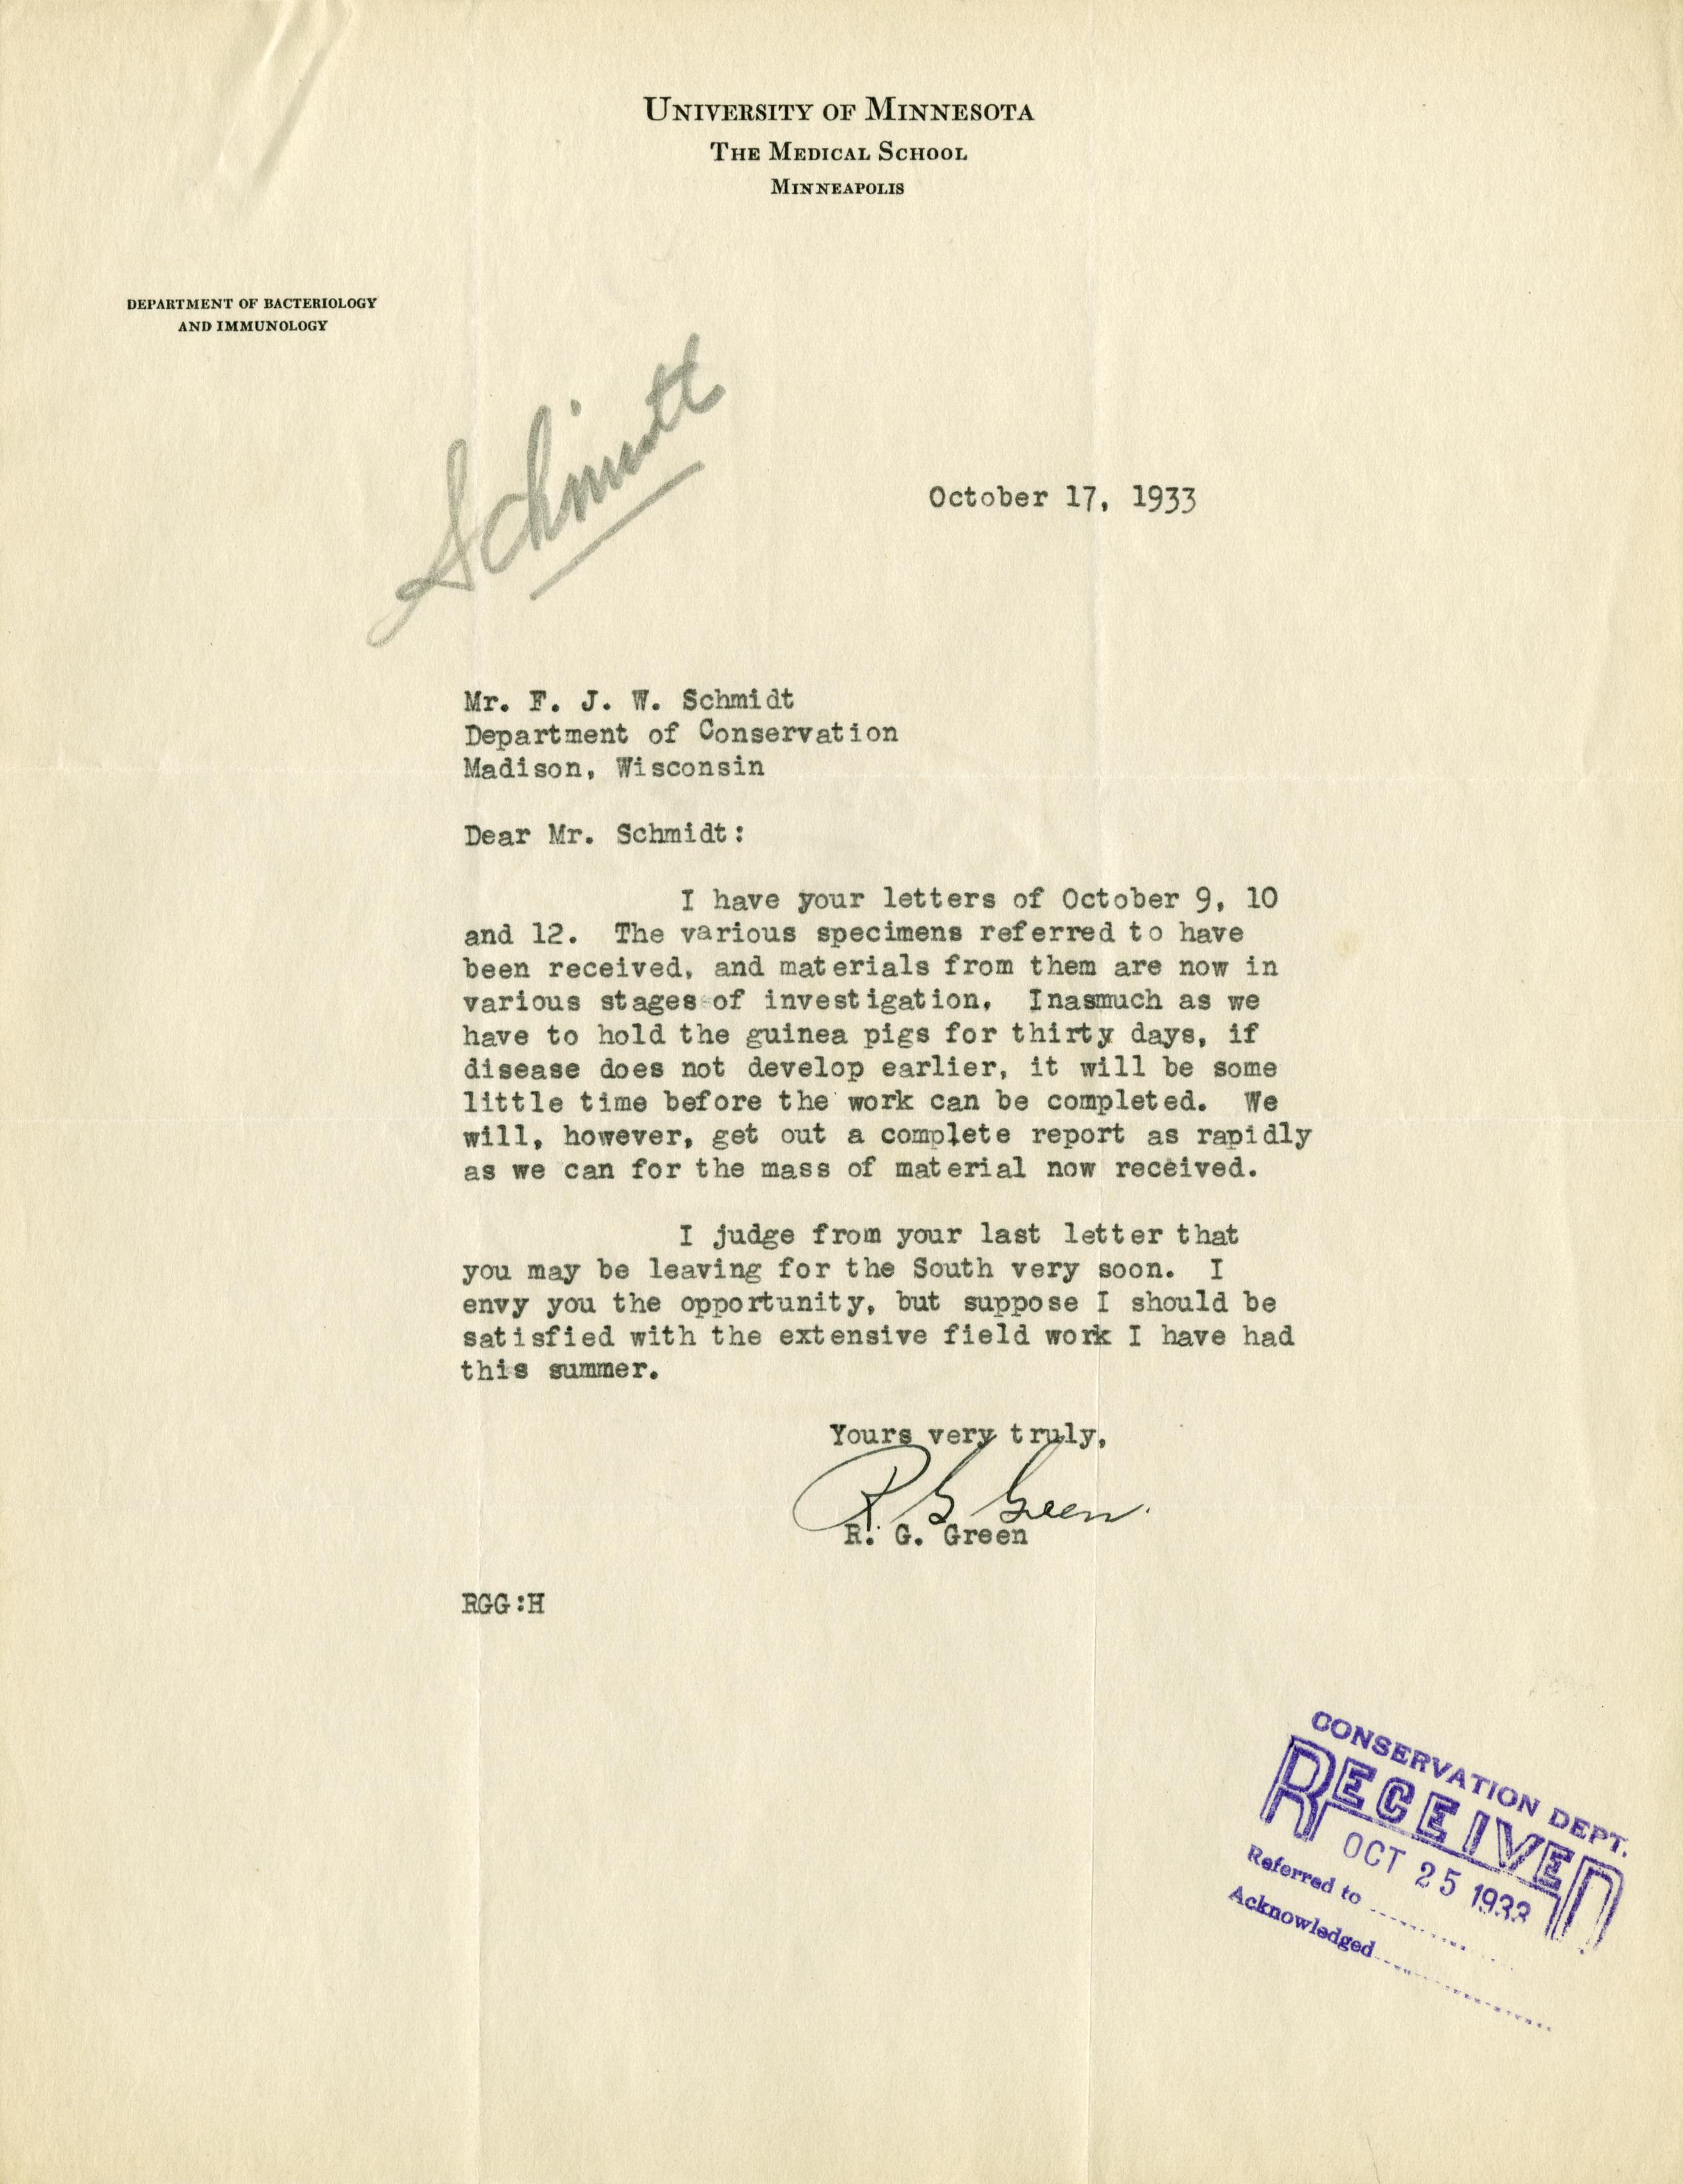 UNIVERSITY OF MINNESOTA
THE MEDICAL SCHOOL
MINNEAPOLIS
DEPARTMENT OF BACTERIOLOGY
AND IMMUNOLOGY
Schmidt
October 17, 1933
Mr. F. J. W. Schmidt
Department of Conservation
Madison, Wisconsin
Dear Mr. Schmidt:
I have your letters of October 9, 10
and 12. The various specimens referred to have
been received, and materials from them are now in
various stages of investigation. Inasmuch as we
have to hold the guinea pigs for thirty days, if
disease does not develop earlier, it will be some
little time before the work can be completed. We
will, however, get out a complete report as rapidly
as we can for the mass of material now received.
I judge from your last letter that
you may be leaving for the South very soon. I
envy you the opportunity, but suppose I should be
satisfied with the extensive field work I have had
this summer.
Yours very truly,
R G Green
R. G. Green
RGG:H
CONSERVATION DEPT.
RECEIVED
OCT 25 1933
Referred to
Acknowledged